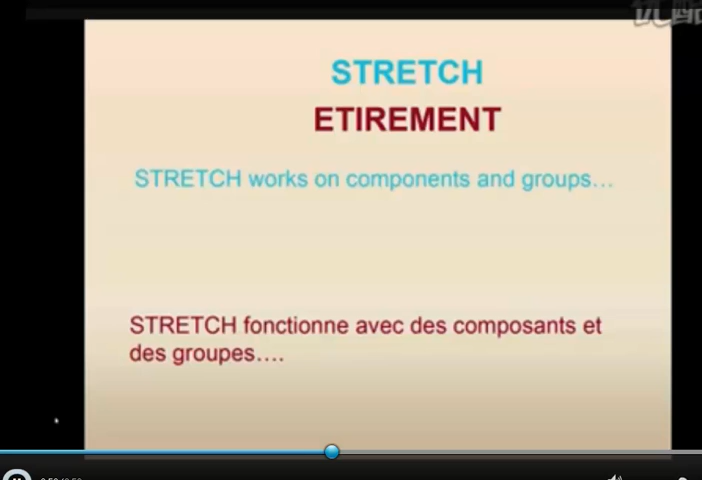 STRETCH
ETIREMENT
STRETCH works on components and groups...
STRETCH fonctionne avec des composants et
des groupes....